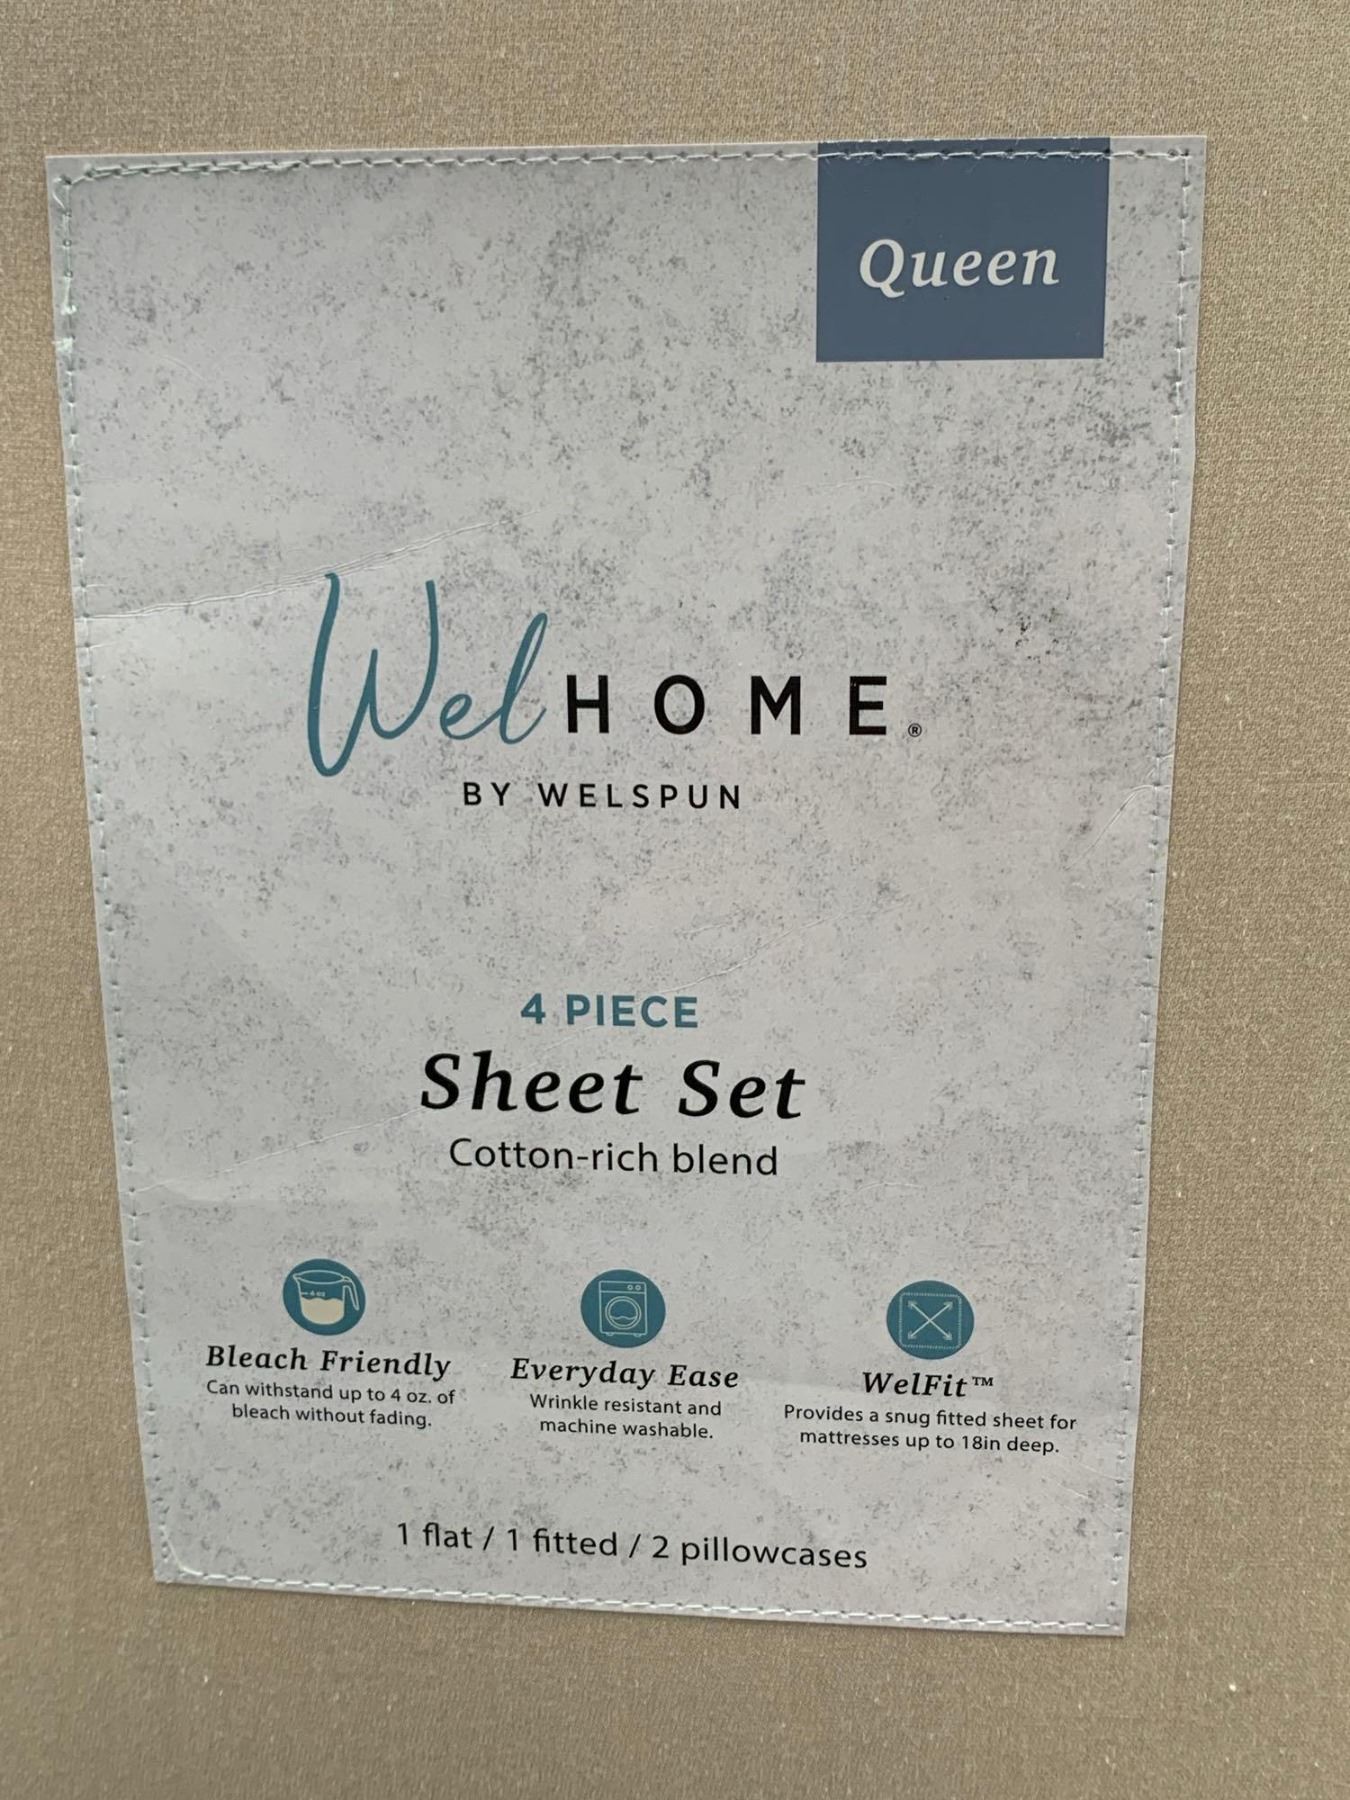 Queen
WelHOME®
BY WELSPUN
4 PIECE
Sheet Set
Cotton-rich blend
4 oz
Bleach Friendly
Can withstand up to 4 oz. of
bleach without fading.
Everyday Ease
Wrinkle resistant and
machine washable.
WelFit™
Provides a snug fitted sheet for
mattresses up to 18in deep.
1 flat / 1 fitted / 2 pillowcases